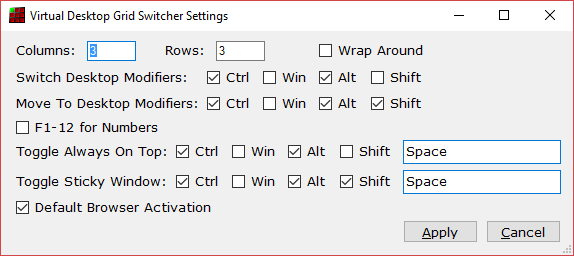 Virtual Desktop Grid Switcher Settings
Columns: 3 Rows: 3 Wrap Around
Switch Desktop Modifiers: Ctrl Win Alt Shift
Move To Desktop Modifiers: Ctrl Win Alt Shift
F1-12 for Numbers
Toggle Always On Top: Ctrl Win Alt Shift Space
Toggle Sticky Window: Ctrl Win Alt Shift Space
Default Browser Activation
Apply Cancel